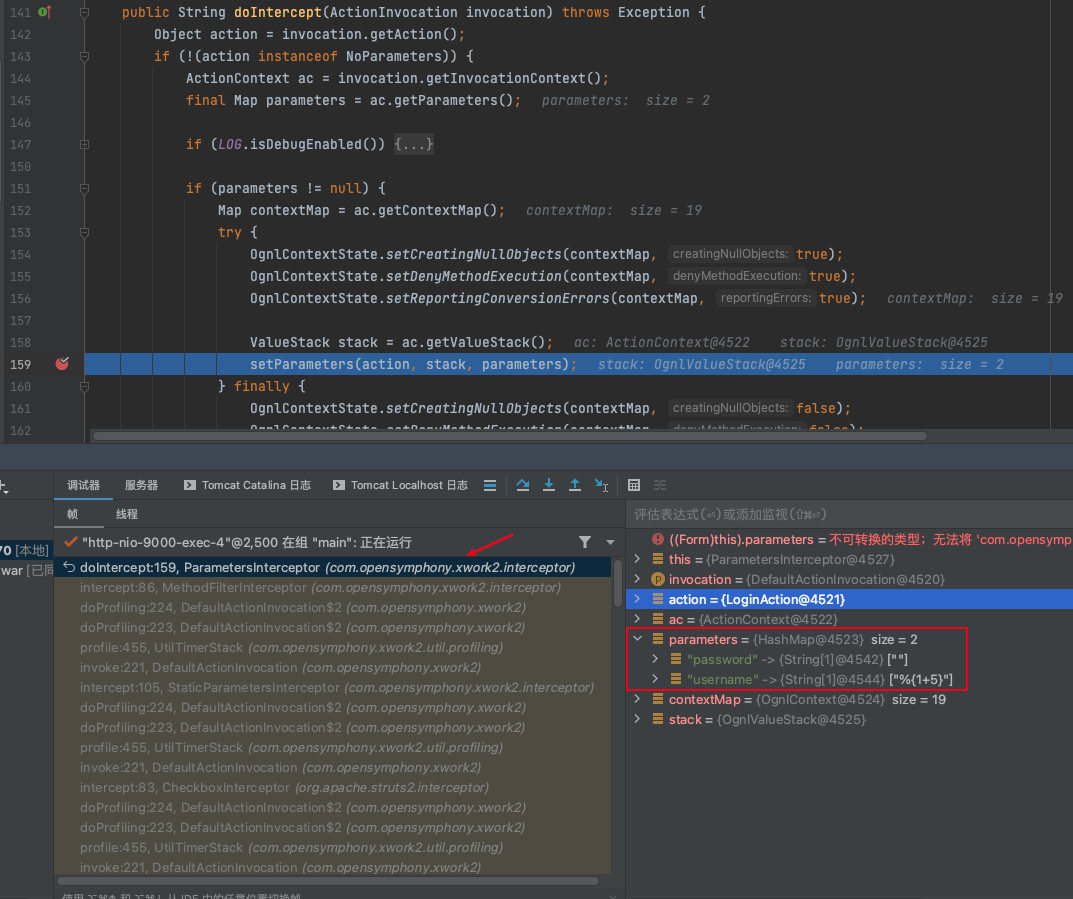 141 public String doIntercept(ActionInvocation invocation) throws Exception {
142 Object action = invocation.getAction();
143 if (!(action instanceof NoParameters)) {
144 ActionContext ac = invocation.getInvocationContext();
145 final Map parameters = ac.getParameters(); parameters: size = 2
146
147 if (LOG.isDebugEnabled()) {...}
150
151 if (parameters != null) {
152 Map contextMap = ac.getContextMap(); contextMap: size = 19
153 try {
154 OgnlContextState.setCreatingNullObjects(contextMap, creatingNullObjects: true);
155 OgnlContextState.setDenyMethodExecution(contextMap, denyMethodExecution: true);
156 OgnlContextState.setReportingConversionErrors(contextMap, reportingErrors: true); contextMap: size = 19
157
158 ValueStack stack = ac.getValueStack(); ac: ActionContext@4522 stack: OgnlValueStack@4525
159 setParameters(action, stack, parameters); stack: OgnlValueStack@4525 parameters: size = 2
160 } finally {
161 OgnlContextState.setCreatingNullObjects(contextMap, creatingNullObjects: false);
162 OgnlContextState.setDenyMethodExecution(contextMap, denyMethodExecution: false);
调试器 服务器 Tomcat Catalina 日志 Tomcat Localhost 日志
帧 线程
70 [本地]
war [已同
"http-nio-9000-exec-4"@2,500 在组 "main": 正在运行
doIntercept:159, ParametersInterceptor (com.opensymphony.xwork2.interceptor)
intercept:86, MethodFilterInterceptor (com.opensymphony.xwork2.interceptor)
doProfiling:224, DefaultActionInvocation$2 (com.opensymphony.xwork2)
doProfiling:223, DefaultActionInvocation$2 (com.opensymphony.xwork2)
profile:455, UtilTimerStack (com.opensymphony.xwork2.util.profiling)
invoke:221, DefaultActionInvocation (com.opensymphony.xwork2)
intercept:105, StaticParametersInterceptor (com.opensymphony.xwork2.interceptor)
doProfiling:224, DefaultActionInvocation$2 (com.opensymphony.xwork2)
doProfiling:223, DefaultActionInvocation$2 (com.opensymphony.xwork2)
profile:455, UtilTimerStack (com.opensymphony.xwork2.util.profiling)
invoke:221, DefaultActionInvocation (com.opensymphony.xwork2)
intercept:83, CheckboxInterceptor (org.apache.struts2.interceptor)
doProfiling:224, DefaultActionInvocation$2 (com.opensymphony.xwork2)
doProfiling:223, DefaultActionInvocation$2 (com.opensymphony.xwork2)
profile:455, UtilTimerStack (com.opensymphony.xwork2.util.profiling)
invoke:221, DefaultActionInvocation (com.opensymphony.xwork2)
评估表达式(⏎)或添加监视(⇧⌘⏎)
((Form)this).parameters = 不可转换的类型；无法将 'com.opensymp
this = {ParametersInterceptor@4527}
invocation = {DefaultActionInvocation@4520}
action = {LoginAction@4521}
ac = {ActionContext@4522}
parameters = {HashMap@4523} size = 2
"password" -> {String[1]@4542} [""]
"username" -> {String[1]@4544} ["%{1+5}"]
contextMap = {OgnlContext@4524} size = 19
stack = {OgnlValueStack@4525}